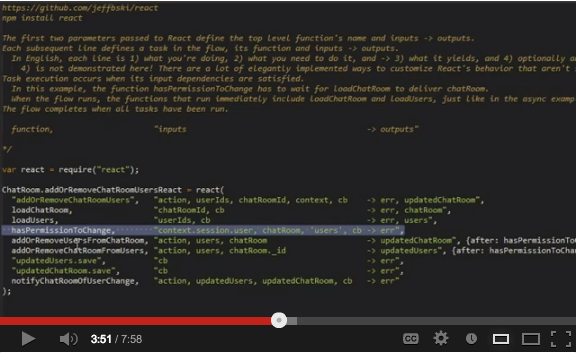 https://github.com/jeffbski/react
npm install react
The first two parameters passed to React define the top level function's name and inputs -> outputs.
Each subsequent line defines a task in the flow, its function and inputs -> outputs.
In English, each line is 1) what you're doing, 2) what you need to do it, and -> 3) what it yields, and 4) optionally a
4) is not demonstrated here! There are a lot of elegantly implemented ways to customize React's behavior that aren't
Task execution occurs when its input dependencies are satisfied.
In this example, the function hasPermissionToChange has to wait for loadChatRoom to deliver chatRoom.
When the flow runs, the functions that run immediately include loadChatRoom and loadUsers, just like in the async examp
The flow completes when all tasks have been run.
function, "inputs -> outputs"
*/
var react = require("react");
ChatRoom.addOrRemoveChatRoomUsersReact = react(
"addOrRemoveChatRoomUsers", "action, userIds, chatRoomId, context, cb -> err, updatedChatRoom",
loadChatRoom, "chatRoomId, cb -> err, chatRoom",
loadUsers, "userIds, cb -> err, users",
hasPermissionToChange, "context.session.user, chatRoom, 'users', cb -> err",
addOrRemoveUsersFromChatRoom, "action, users, chatRoom -> updatedChatRoom", {after: hasPermissionToC
addOrRemoveChatRoomFromUsers, "action, users, chatRoom._id -> updatedUsers", {after: hasPermissionToChan
"updatedUsers.save", "cb -> err",
"updatedChatRoom.save", "cb -> err",
notifyChatRoomOfUserChange, "action, updatedUsers, updatedChatRoom, cb -> err"
);
3:51 / 7:58
CC